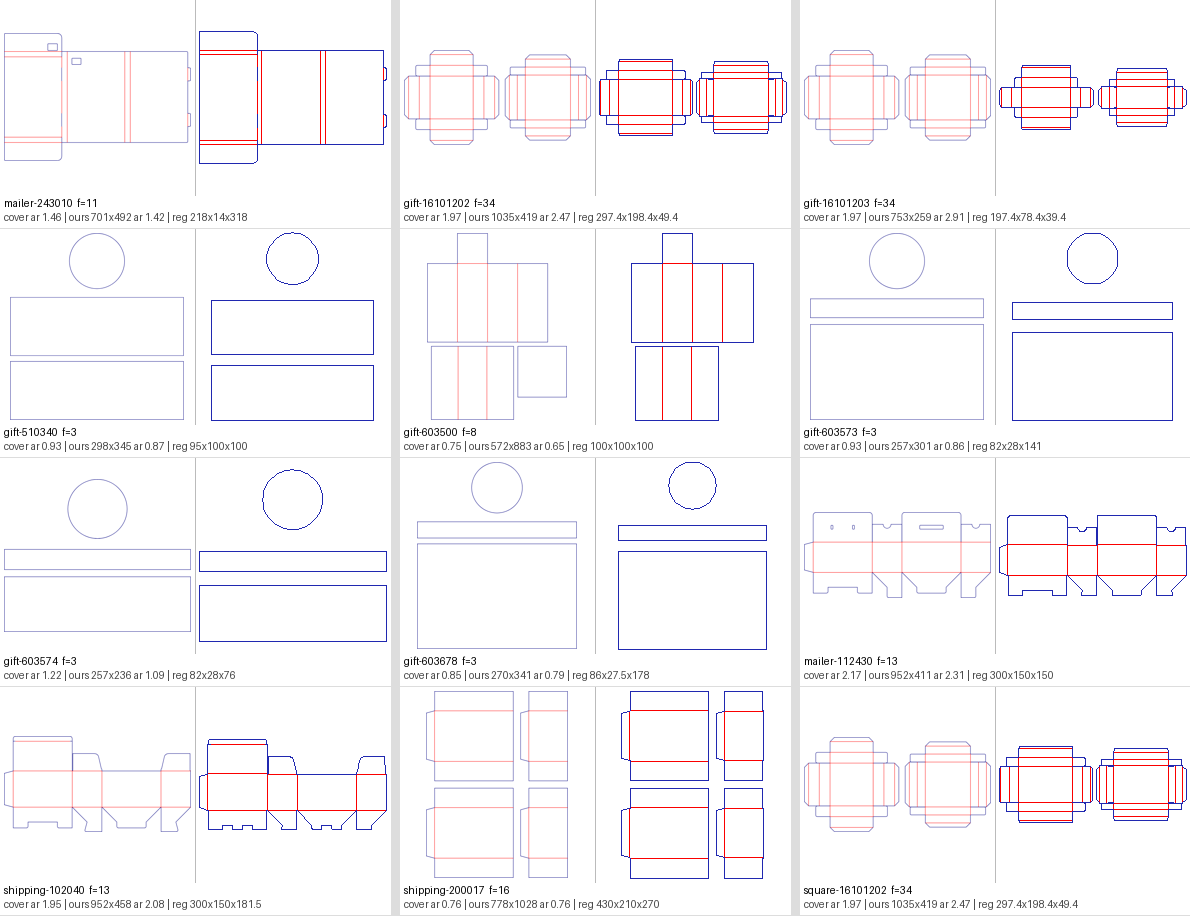 mailer-243010 f=11
cover ar 1.46 | ours 701x492 ar 1.42 | reg 218x14x318
gift-16101202 f=34
cover ar 1.97 | ours 1035x419 ar 2.47 | reg 297.4x198.4x49.4
gift-16101203 f=34
cover ar 1.97 | ours 753x259 ar 2.91 | reg 197.4x78.4x39.4
gift-510340 f=3
cover ar 0.93 | ours 298x345 ar 0.87 | reg 95x100x100
gift-603500 f=8
cover ar 0.75 | ours 572x883 ar 0.65 | reg 100x100x100
gift-603573 f=3
cover ar 0.93 | ours 257x301 ar 0.86 | reg 82x28x141
gift-603574 f=3
cover ar 1.22 | ours 257x236 ar 1.09 | reg 82x28x76
gift-603678 f=3
cover ar 0.85 | ours 270x341 ar 0.79 | reg 86x27.5x178
mailer-112430 f=13
cover ar 2.17 | ours 952x411 ar 2.31 | reg 300x150x150
shipping-102040 f=13
cover ar 1.95 | ours 952x458 ar 2.08 | reg 300x150x181.5
shipping-200017 f=16
cover ar 0.76 | ours 778x1028 ar 0.76 | reg 430x210x270
square-16101202 f=34
cover ar 1.97 | ours 1035x419 ar 2.47 | reg 297.4x198.4x49.4